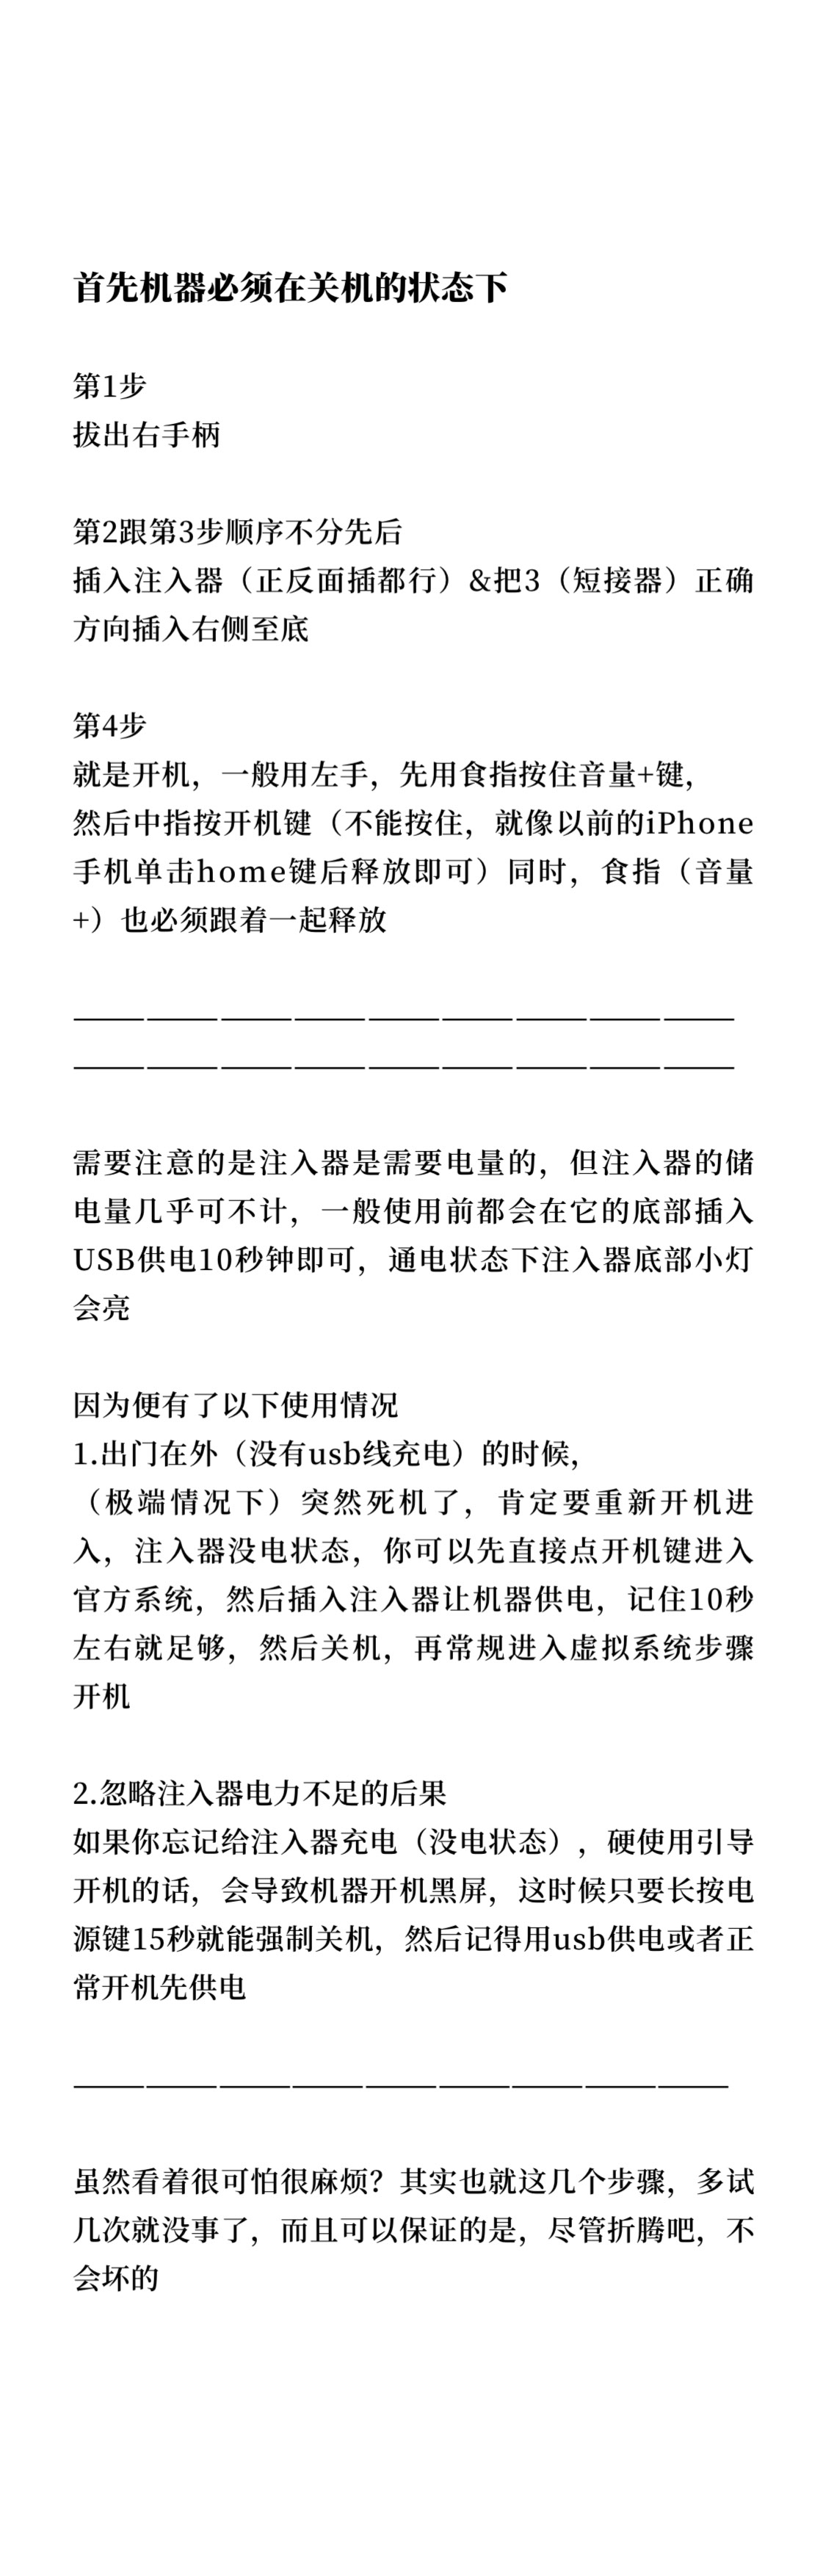 首先机器必须在关机的状态下
第1步
拔出右手柄
第2跟第3步顺序不分先后
插入注入器（正反面插都行）&把3（短接器）正确
方向插入右侧至底
第4步
就是开机，一般用左手，先用食指按住音量+键，
然后中指按开机键（不能按住，就像以前的iPhone
手机单击home键后释放即可）同时，食指（音量
+）也必须跟着一起释放
—————————
—————————
需要注意的是注入器是需要电量的，但注入器的储
电量几乎可不计，一般使用前都会在它的底部插入
USB供电10秒钟即可，通电状态下注入器底部小灯
会亮
因为便有了以下使用情况
1.出门在外（没有usb线充电）的时候，
（极端情况下）突然死机了，肯定要重新开机进
入，注入器没电状态，你可以先直接点开机键进入
官方系统，然后插入注入器让机器供电，记住10秒
左右就足够，然后关机，再常规进入虚拟系统步骤
开机
2.忽略注入器电力不足的后果
如果你忘记给注入器充电（没电状态），硬使用引导
开机的话，会导致机器开机黑屏，这时候只要长按电
源键15秒就能强制关机，然后记得用usb供电或者正
常开机先供电
—————————
虽然看着很可怕很麻烦？其实也就这几个步骤，多试
几次就没事了，而且可以保证的是，尽管折腾吧，不
会坏的